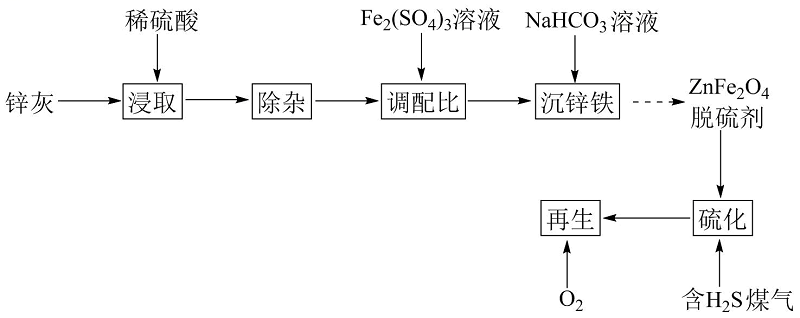 稀硫酸
Fe₂(SO₄)₃溶液
NaHCO₃溶液
锌灰
浸取
除杂
调配比
沉锌铁
ZnFe₂O₄
脱硫剂
再生
硫化
O₂
含H₂S煤气